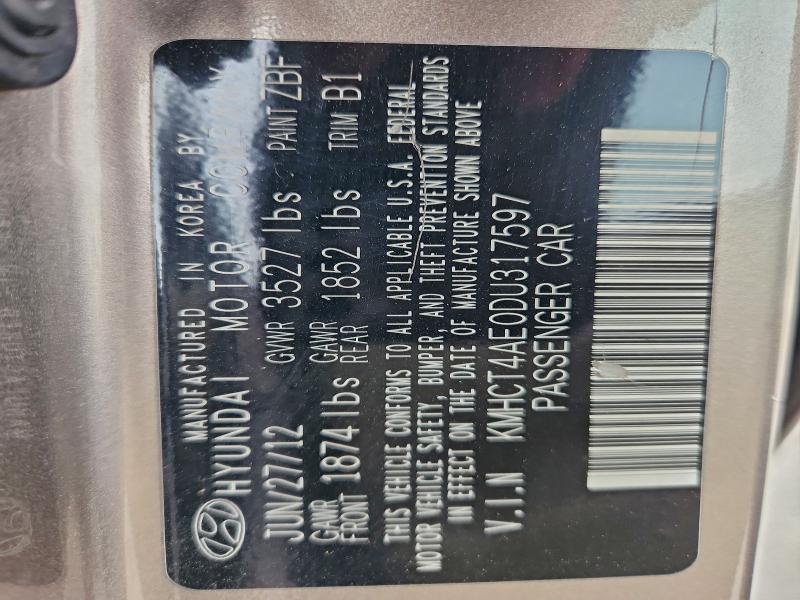 MANUFACTURED IN KOREA BY
HYUNDAI MOTOR COMPANY
JUN/27/12 GVWR 3527 lbs PAINT ZBF
GAWR FRONT 1874 lbs GAWR REAR 1852 lbs TRIM B1
THIS VEHICLE CONFORMS TO ALL APPLICABLE U.S.A. FEDERAL
MOTOR VEHICLE SAFETY, BUMPER, AND THEFT PREVENTION STANDARDS
IN EFFECT ON THE DATE OF MANUFACTURE SHOWN ABOVE
V.I.N KMHCT4AE0DU317597
PASSENGER CAR